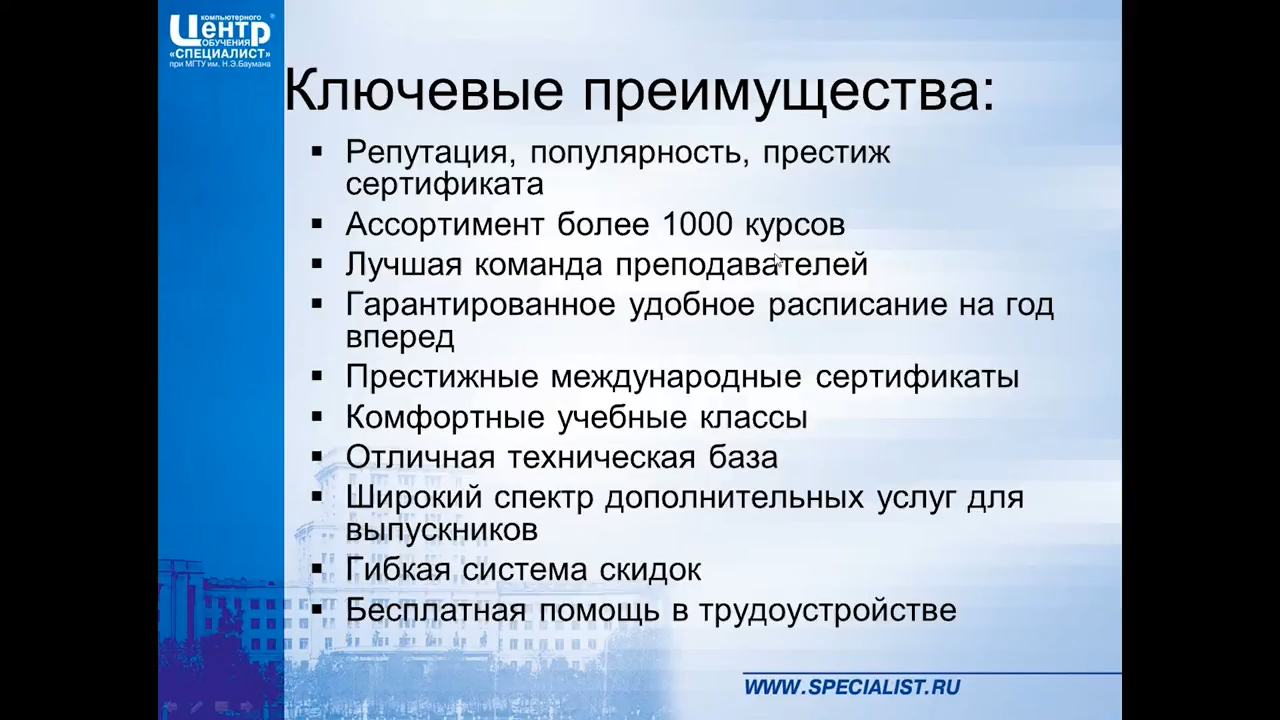 компьютерного
Центр
ОБУЧЕНИЯ
«СПЕЦИАЛИСТ»
при МГТУ им. Н.Э.Баумана
Ключевые преимущества:
▪ Репутация, популярность, престиж
сертификата
▪ Ассортимент более 1000 курсов
▪ Лучшая команда преподавателей
▪ Гарантированное удобное расписание на год
вперед
▪ Престижные международные сертификаты
▪ Комфортные учебные классы
▪ Отличная техническая база
▪ Широкий спектр дополнительных услуг для
выпускников
▪ Гибкая система скидок
▪ Бесплатная помощь в трудоустройстве
WWW.SPECIALIST.RU